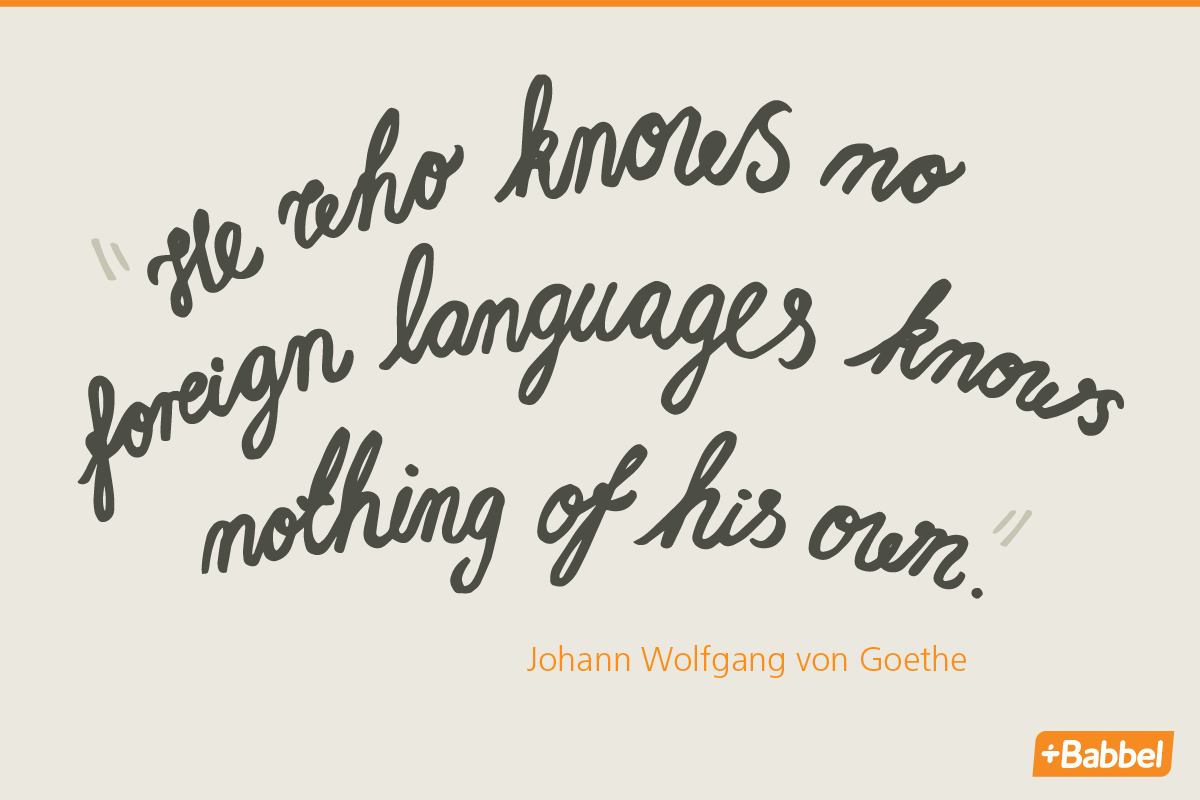 "He who knows no
foreign languages knows
nothing of his own."
Johann Wolfgang von Goethe
+Babbel